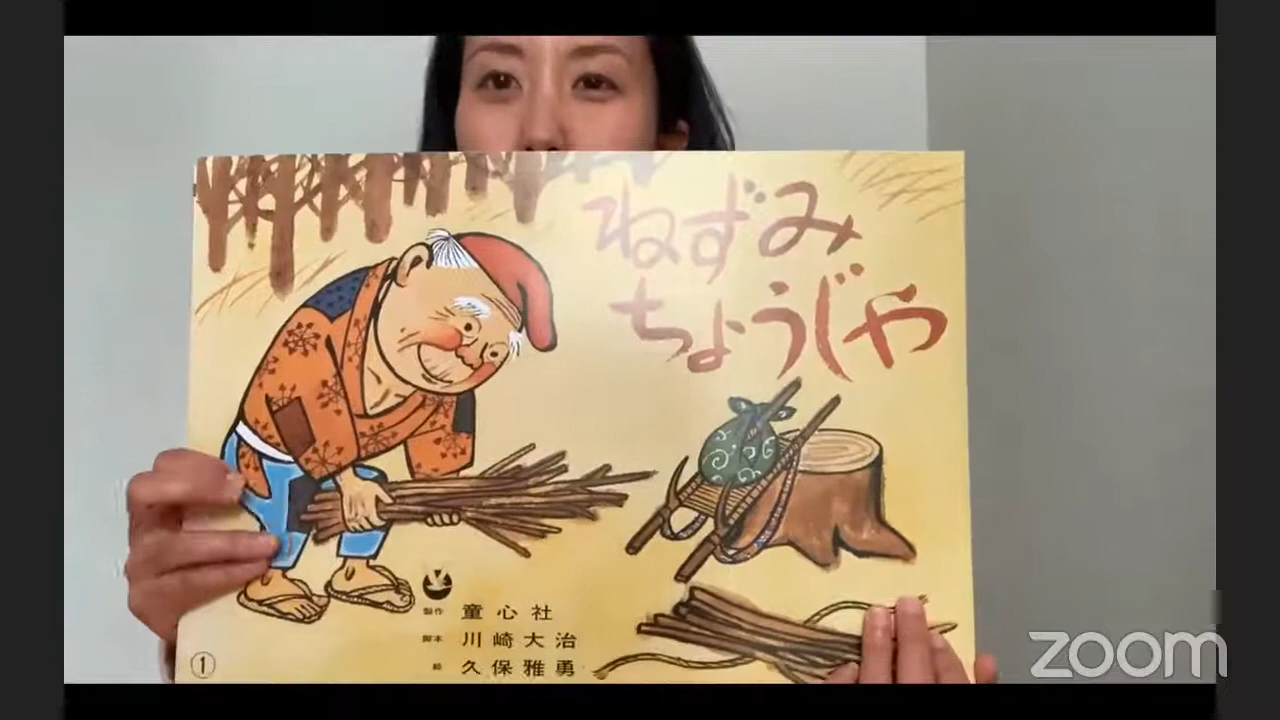 ねずみ
ちょうじゃ
製作 童心社
脚本 川崎大治
絵 久保雅勇
①
zoom